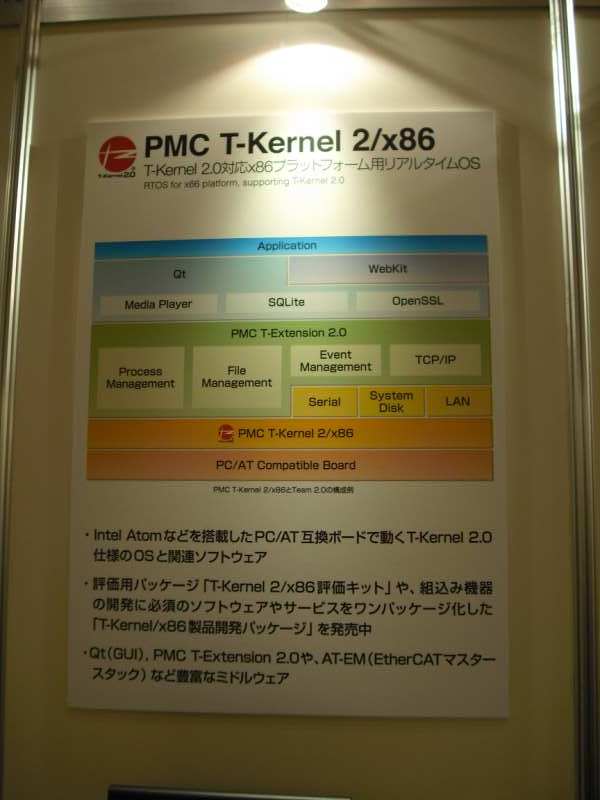 PMC T-Kernel 2/x86
T-Kernel 2.0
T-Kernel 2.0対応x86プラットフォーム用リアルタイムOS
RTOS for x86 platform, supporting T-Kernel 2.0
Application
Qt
WebKit
Media Player
SQLite
OpenSSL
PMC T-Extension 2.0
Process
Management
File
Management
Event
Management
TCP/IP
Serial
System
Disk
LAN
PMC T-Kernel 2/x86
PC/AT Compatible Board
PMC T-Kernel 2/x86とTeam 2.0の構成例
・Intel Atomなどを搭載したPC/AT互換ボードで動くT-Kernel 2.0
仕様のOSと関連ソフトウェア
・評価用パッケージ「T-Kernel 2/x86評価キット」や、組込み機器
の開発に必須のソフトウェアやサービスをワンパッケージ化した
「T-Kernel/x86製品開発パッケージ」を発売中
・Qt(GUI), PMC T-Extension 2.0や、AT-EM(EtherCATマスター
スタック)など豊富なミドルウェア